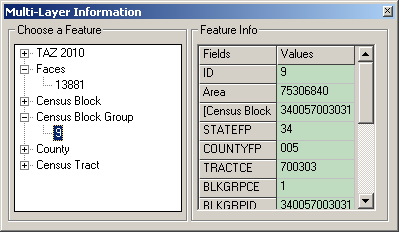 Multi-Layer Information
Choose a Feature
TAZ 2010
Faces
13881
Census Block
Census Block Group
9
County
Census Tract
Feature Info
Fields Values
ID 9
Area 75306840
[Census Block 340057003031
STATEFP 34
COUNTYFP 005
TRACTCE 700303
BLKGRPCE 1
BLKGRPID 340057003031